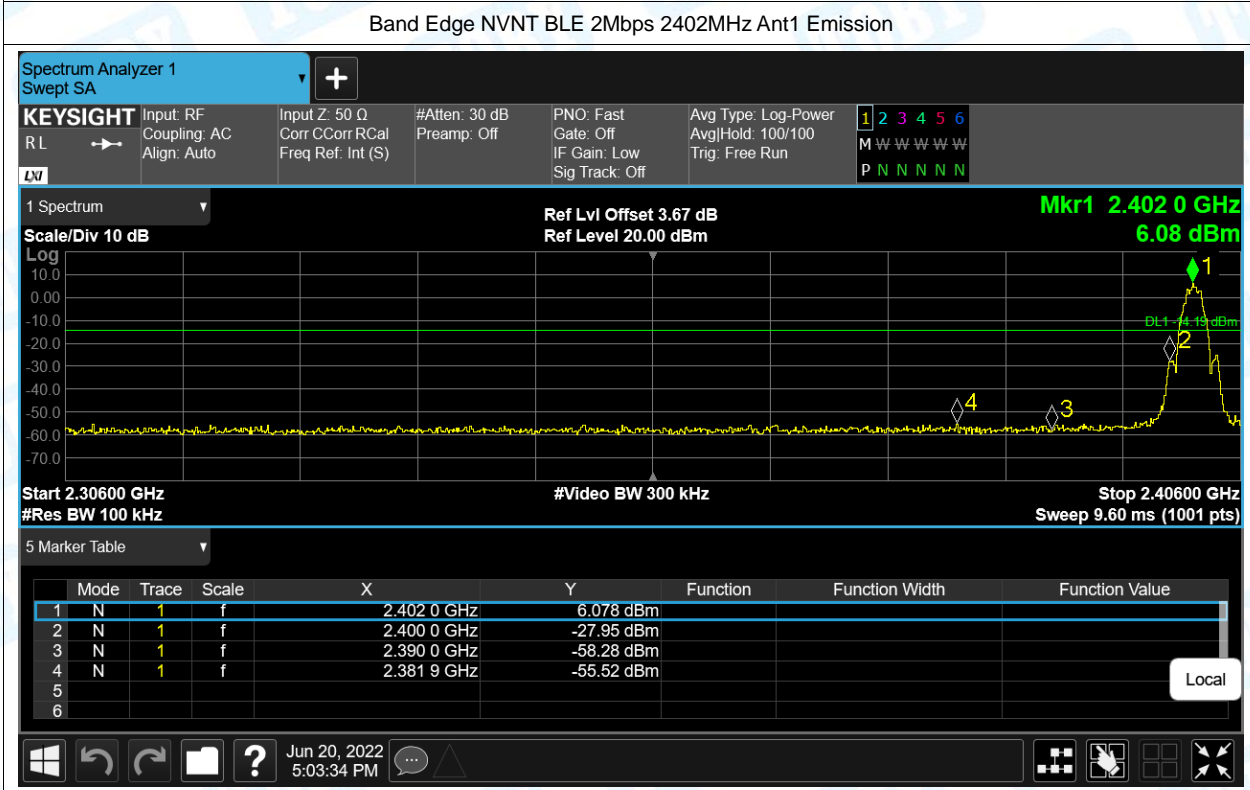 Band Edge NVNT BLE 2Mbps 2402MHz Ant1 Emission
Spectrum Analyzer 1
Swept SA
+
KEYSIGHT
RL
LXI
Input: RF
Coupling: AC
Align: Auto
Input Z: 50 Ω
Corr CCorr RCal
Freq Ref: Int (S)
#Atten: 30 dB
Preamp: Off
PNO: Fast
Gate: Off
IF Gain: Low
Sig Track: Off
Avg Type: Log-Power
Avg|Hold: 100/100
Trig: Free Run
1 2 3 4 5 6
M W W W W W
P N N N N N
1 Spectrum
Scale/Div 10 dB
Ref Lvl Offset 3.67 dB
Ref Level 20.00 dBm
Mkr1 2.402 0 GHz
6.08 dBm
Log
10.0
0.00
-10.0
-20.0
-30.0
-40.0
-50.0
-60.0
-70.0
1
DL1 -14.19 dBm
2
4
3
Start 2.30600 GHz
#Video BW 300 kHz
Stop 2.40600 GHz
#Res BW 100 kHz
Sweep 9.60 ms (1001 pts)
5 Marker Table
Mode Trace Scale X Y Function Function Width Function Value
1 N 1 f 2.402 0 GHz 6.078 dBm
2 N 1 f 2.400 0 GHz -27.95 dBm
3 N 1 f 2.390 0 GHz -58.28 dBm
4 N 1 f 2.381 9 GHz -55.52 dBm
5
6
Local
?
Jun 20, 2022
5:03:34 PM